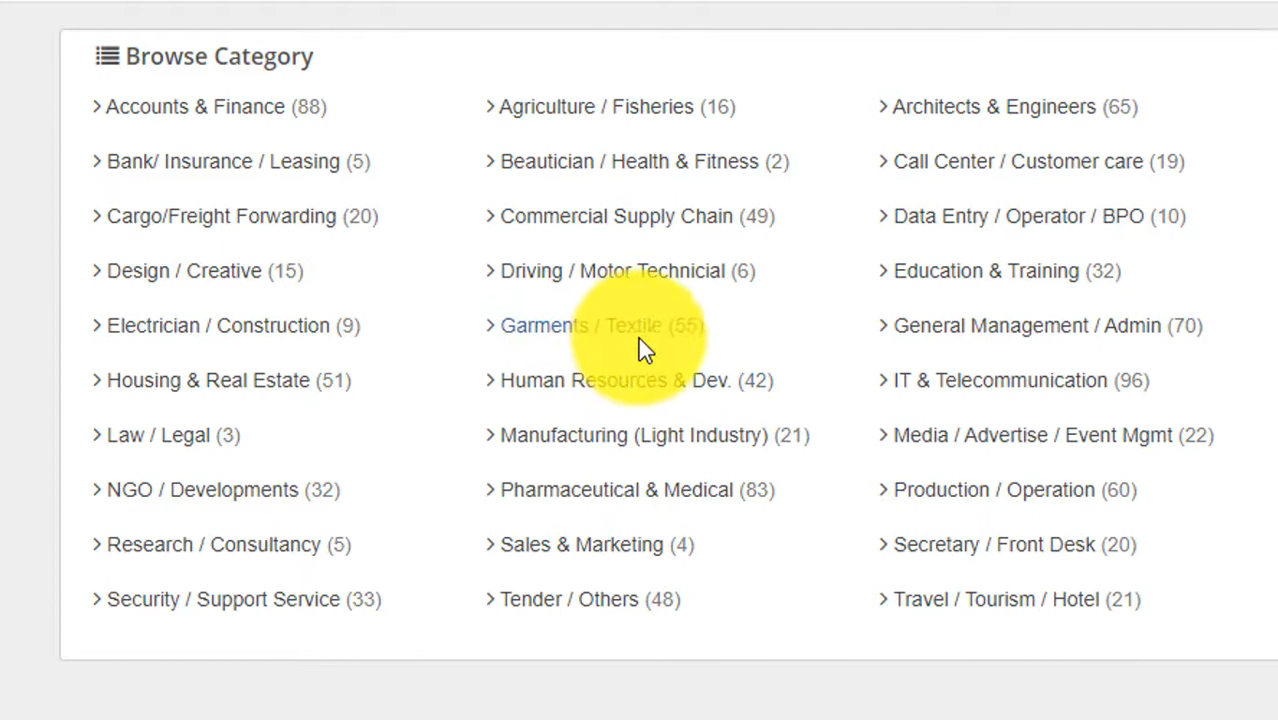 Browse Category
Accounts & Finance (88)
Agriculture / Fisheries (16)
Architects & Engineers (65)
Bank/ Insurance / Leasing (5)
Beautician / Health & Fitness (2)
Call Center / Customer care (19)
Cargo/Freight Forwarding (20)
Commercial Supply Chain (49)
Data Entry / Operator / BPO (10)
Design / Creative (15)
Driving / Motor Technicial (6)
Education & Training (32)
Electrician / Construction (9)
Garments / Textile (55)
General Management / Admin (70)
Housing & Real Estate (51)
Human Resources & Dev. (42)
IT & Telecommunication (96)
Law / Legal (3)
Manufacturing (Light Industry) (21)
Media / Advertise / Event Mgmt (22)
NGO / Developments (32)
Pharmaceutical & Medical (83)
Production / Operation (60)
Research / Consultancy (5)
Sales & Marketing (4)
Secretary / Front Desk (20)
Security / Support Service (33)
Tender / Others (48)
Travel / Tourism / Hotel (21)